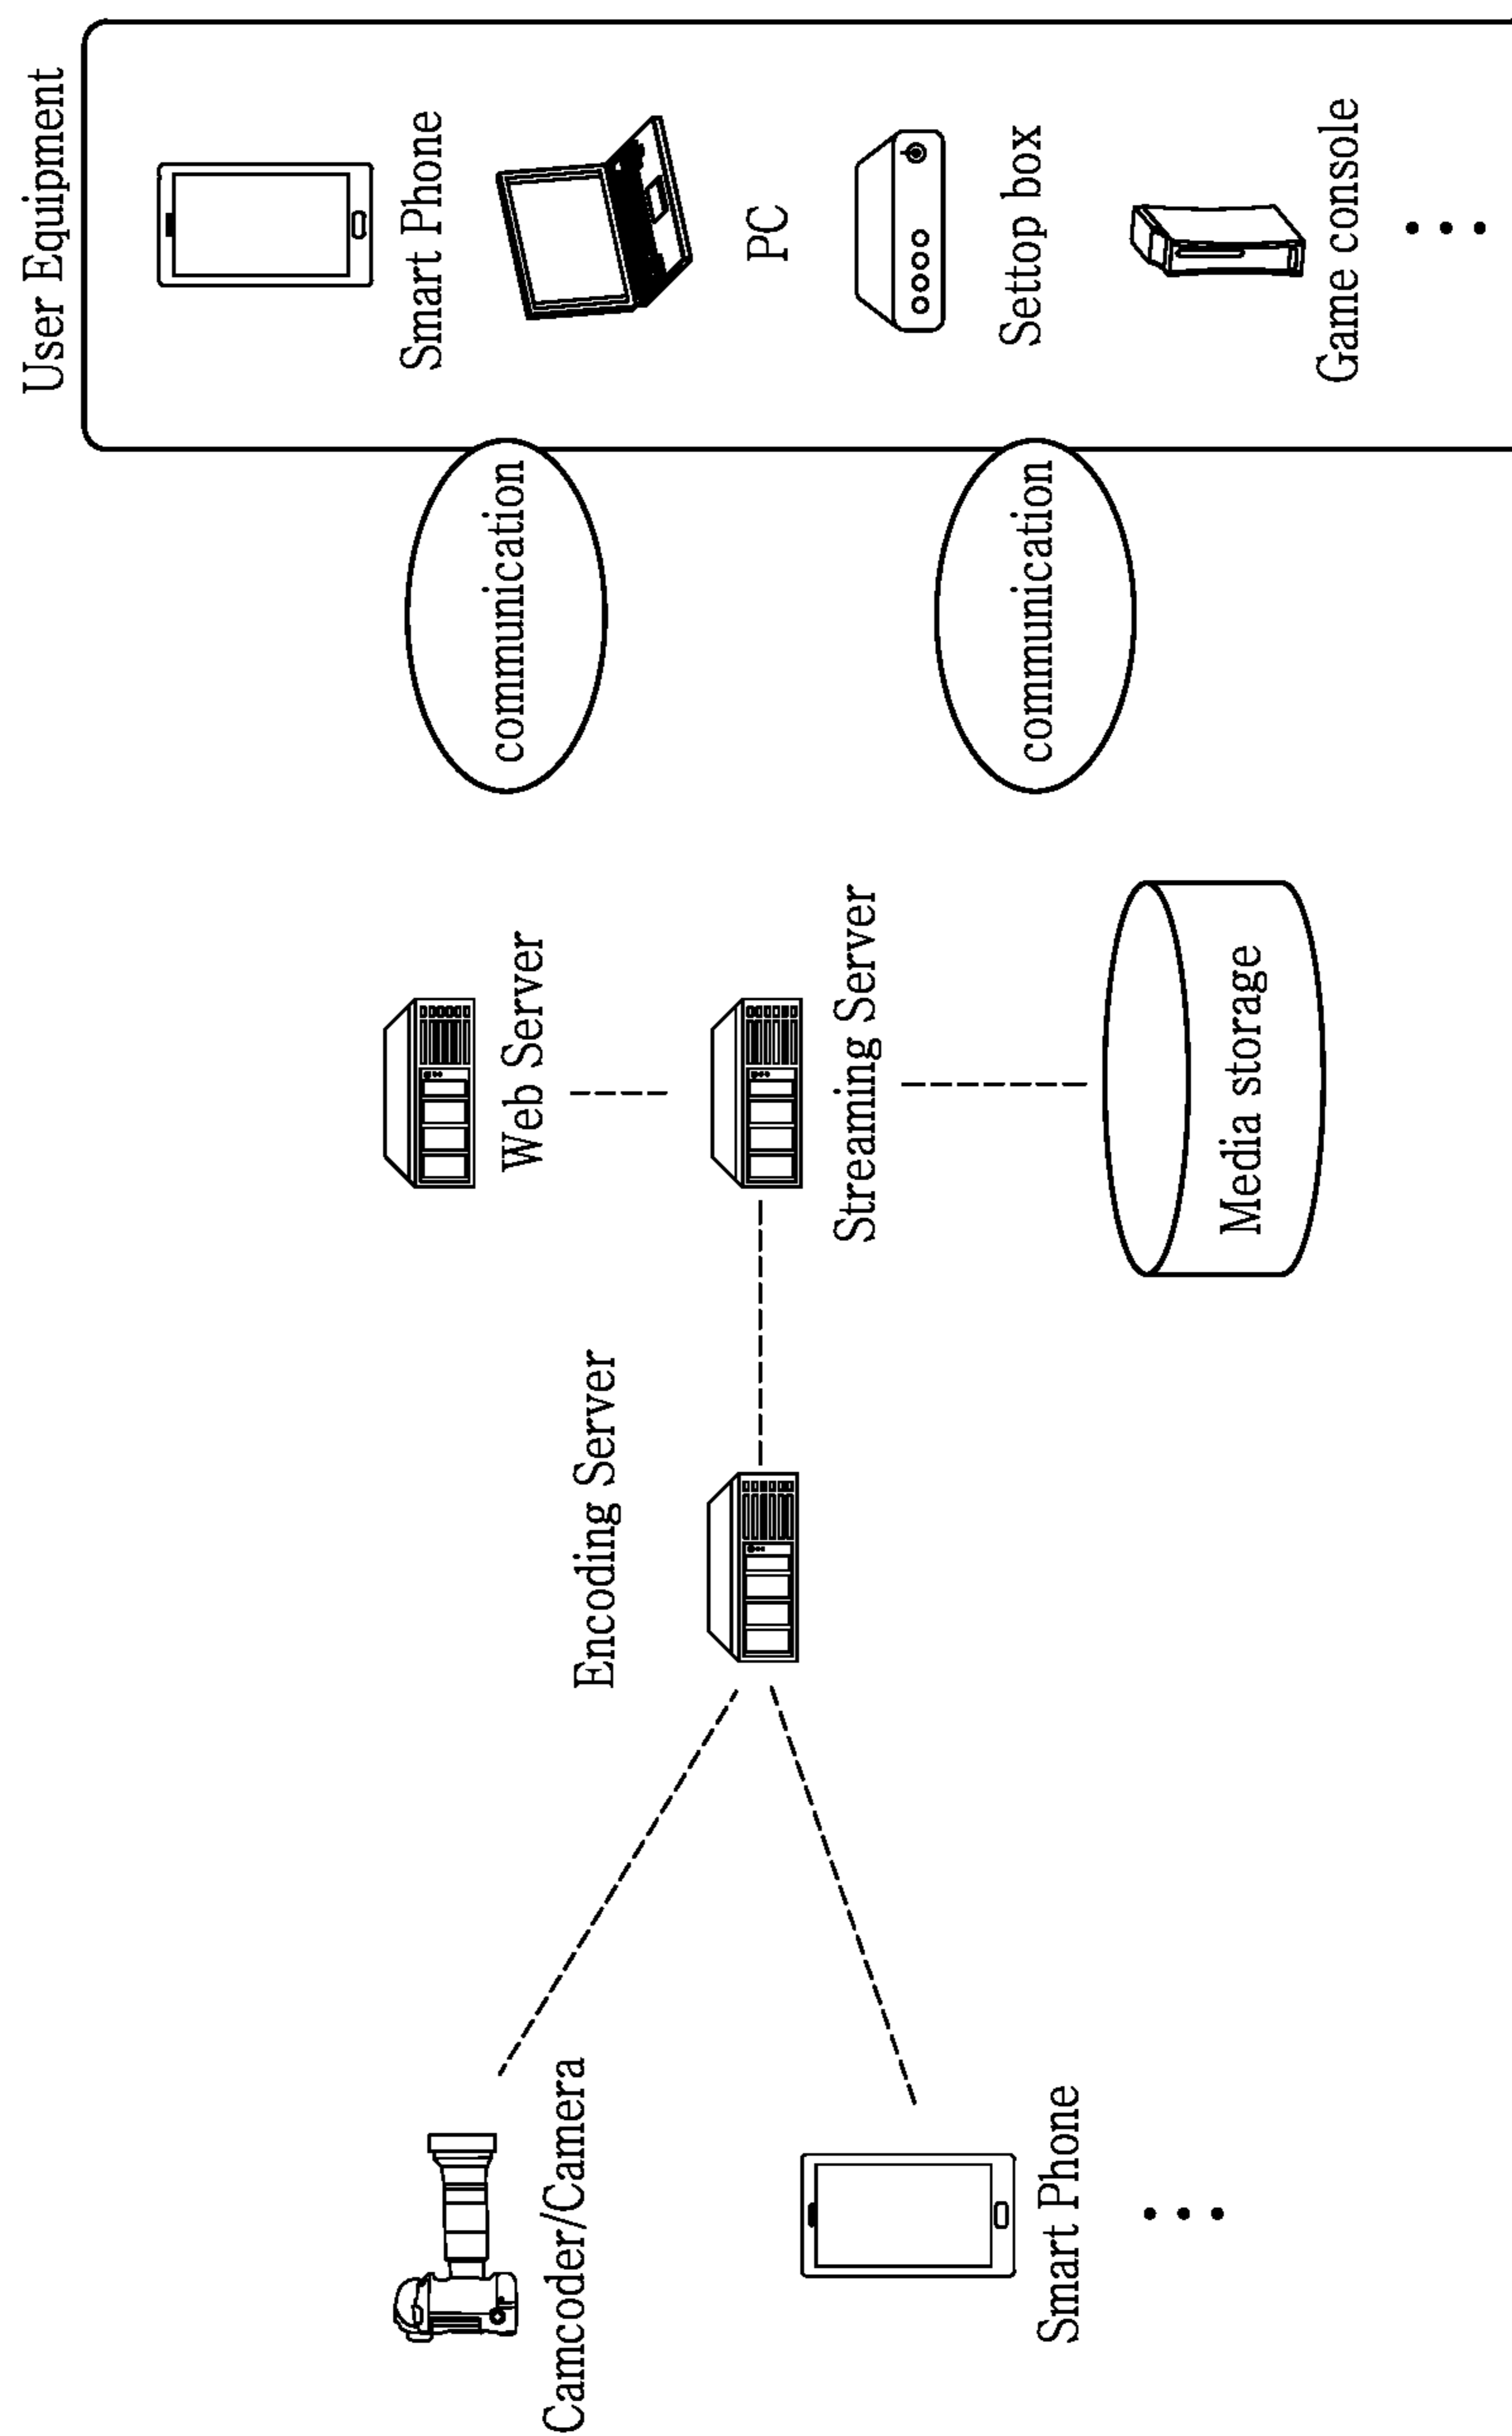 Camcoder/Camera
Smart Phone
Encoding Server
Web Server
Streaming Server
Media storage
communication
communication
User Equipment
Smart Phone
PC
Settop box
Game console